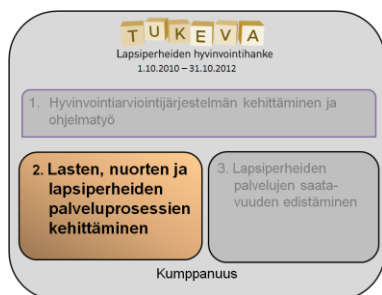 TUKEVA
Lapsiperheiden hyvinvointihanke
1.10.2010 – 31.10.2012
1. Hyvinvointiarviointijärjestelmän kehittäminen ja
ohjelmatyö
2. Lasten, nuorten ja
lapsiperheiden
palveluprosessien
kehittäminen
3. Lapsiperheiden
palvelujen saata-
vuuden edistäminen
Kumppanuus